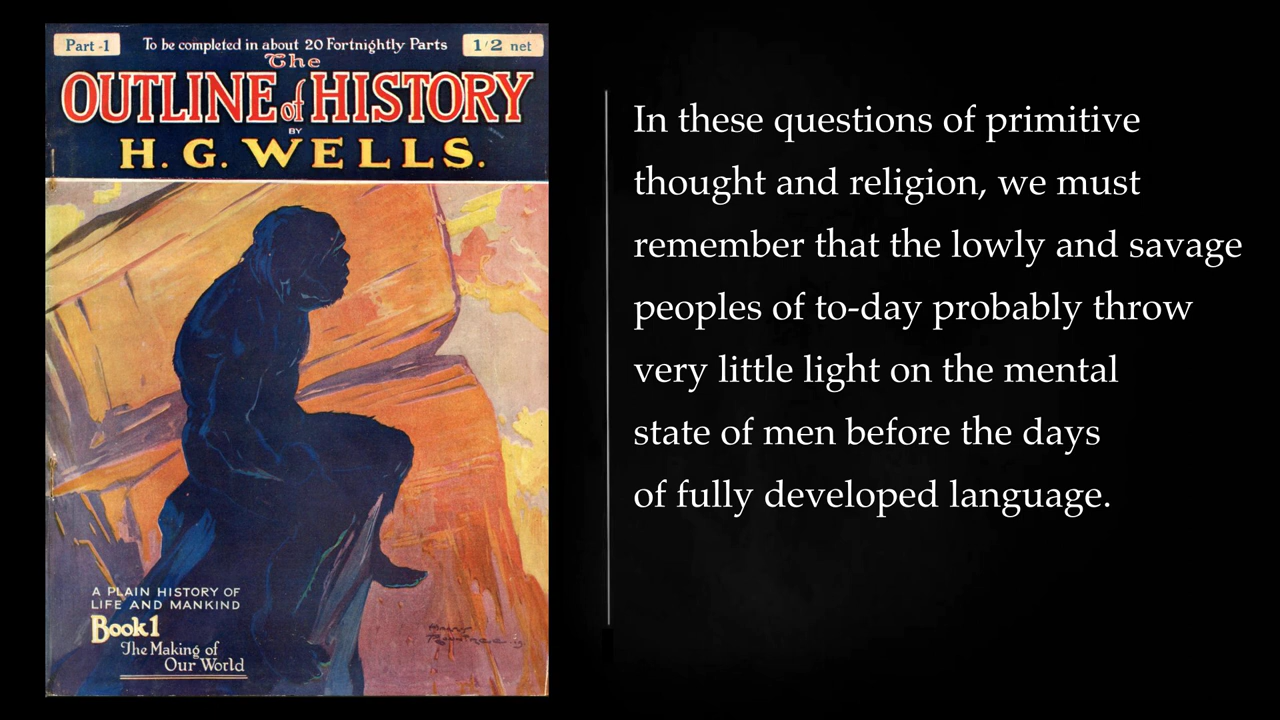 Part -1
To be completed in about 20 Fortnightly Parts
1/2 net
The
OUTLINE of HISTORY
BY
H. G. WELLS.
A PLAIN HISTORY OF
LIFE AND MANKIND
Book 1
The Making of
Our World
In these questions of primitive
thought and religion, we must
remember that the lowly and savage
peoples of to-day probably throw
very little light on the mental
state of men before the days
of fully developed language.